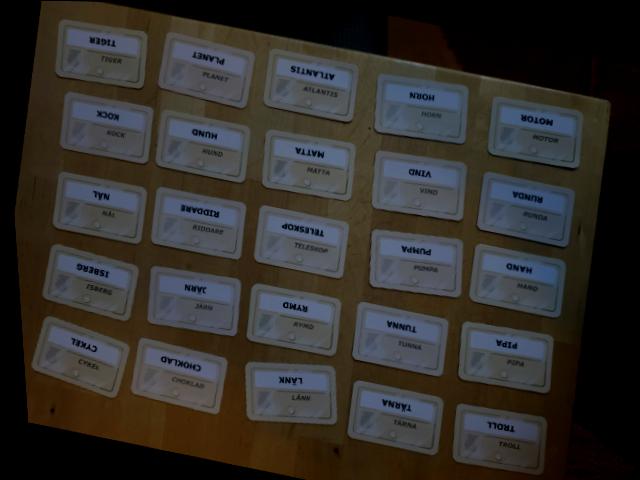 TIGER
TIGER
PLANET
PLANET
ATLANTIS
ATLANTIS
HORN
HORN
MOTOR
MOTOR
KOCK
KOCK
HUND
HUND
MATTA
MATTA
VIND
VIND
RUNDA
RUNDA
NÅL
NÅL
RIDDARE
RIDDARE
TELESKOP
TELESKOP
PUMPA
PUMPA
HAND
HAND
ISBERG
ISBERG
JÄRN
JÄRN
RYMD
RYMD
TUNNA
TUNNA
PIPA
PIPA
CYKEL
CYKEL
CHOKLAD
CHOKLAD
LÄNK
LÄNK
TÄRNA
TÄRNA
TROLL
TROLL